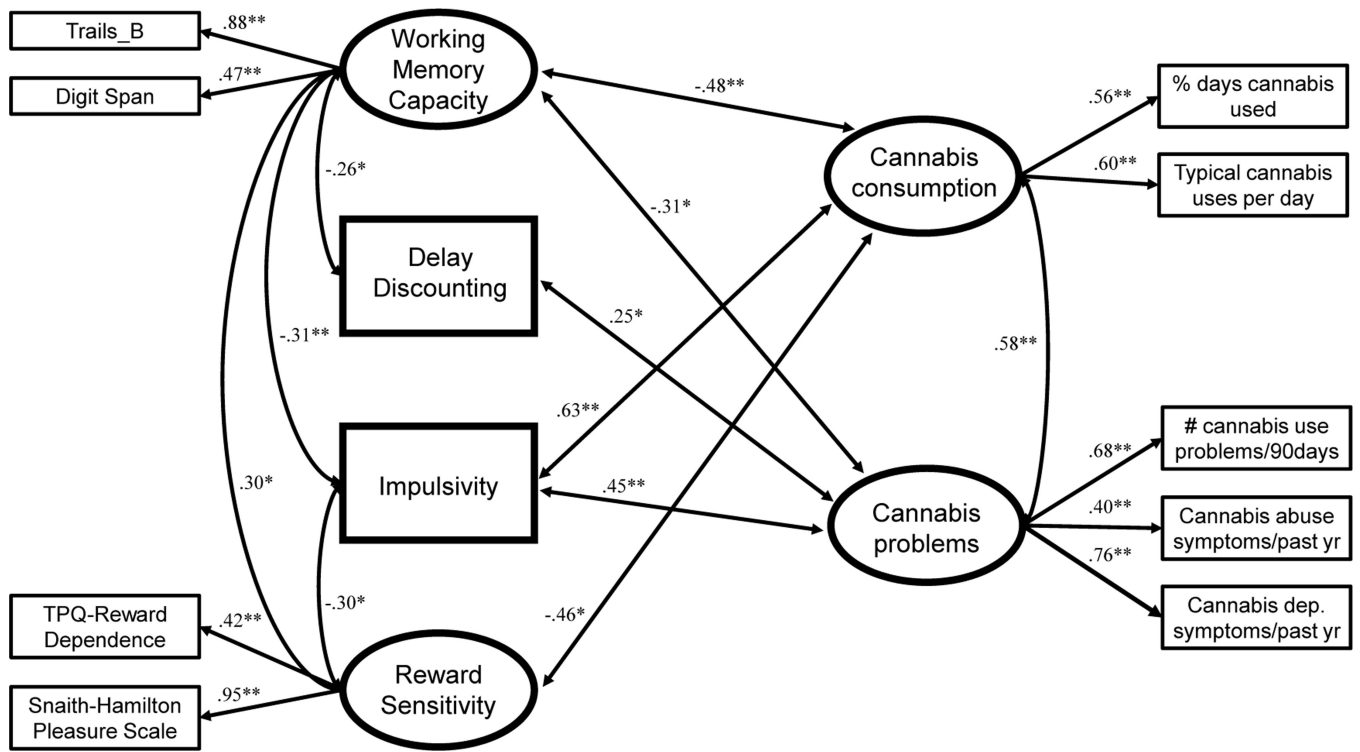 Trails_B
.88**
Digit Span
.47**
Working
Memory
Capacity
-.48**
Cannabis
consumption
.56**
% days cannabis
used
.60**
Typical cannabis
uses per day
-.26*
-.31*
Delay
Discounting
.25*
-.31**
.58**
.63**
Impulsivity
.45**
.30*
Cannabis
problems
.68**
# cannabis use
problems/90days
.40**
Cannabis abuse
symptoms/past yr
.76**
Cannabis dep.
symptoms/past yr
-.30*
-.46*
TPQ-Reward
Dependence
.42**
Snaith-Hamilton
Pleasure Scale
.95**
Reward
Sensitivity